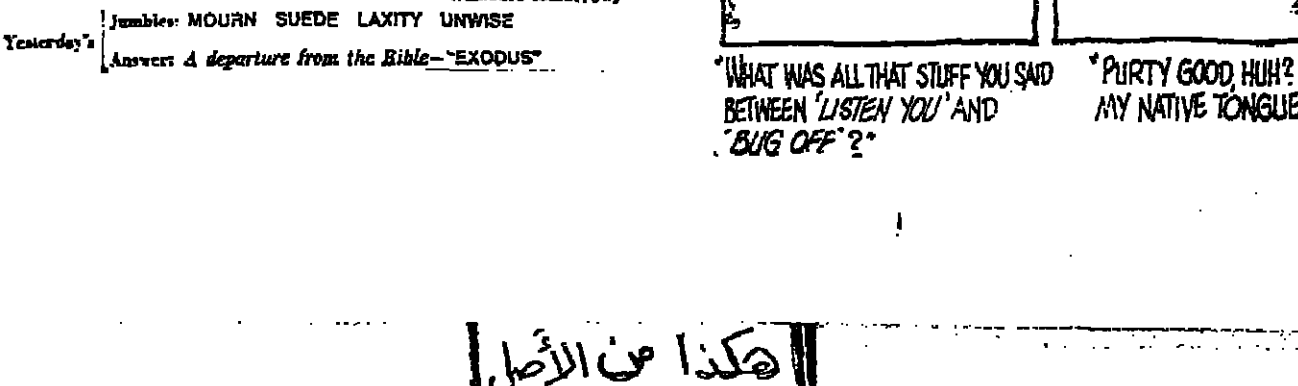 Jumbles: MOURN SUEDE LAXITY UNWISE
Yesterday's
Answer: A departure from the Bible—"EXODUS"
"WHAT WAS ALL THAT STUFF YOU SAID
BETWEEN 'LISTEN YOU' AND
'BUG OFF'?"
"PURTY GOOD, HUH?
MY NATIVE TONGUE
هكذا من الأصل